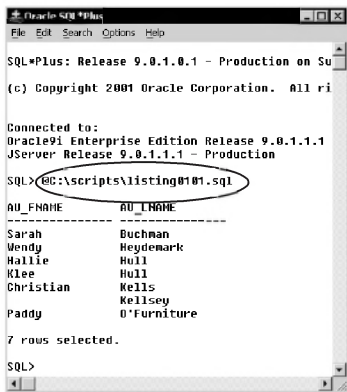 Oracle SQL*Plus
File Edit Search Options Help
SQL*Plus: Release 9.0.1.0.1 - Production on Su
(c) Copyright 2001 Oracle Corporation. All ri
Connected to:
Oracle9i Enterprise Edition Release 9.0.1.1.1
JServer Release 9.0.1.1.1 - Production
SQL> @C:\scripts\listing0101.sql
AU_FNAME AU_LNAME
--------------- ---------------
Sarah Buchman
Wendy Heydemark
Hallie Hull
Klee Hull
Christian Kells
Kellsey
Paddy O'Furniture
7 rows selected.
SQL>